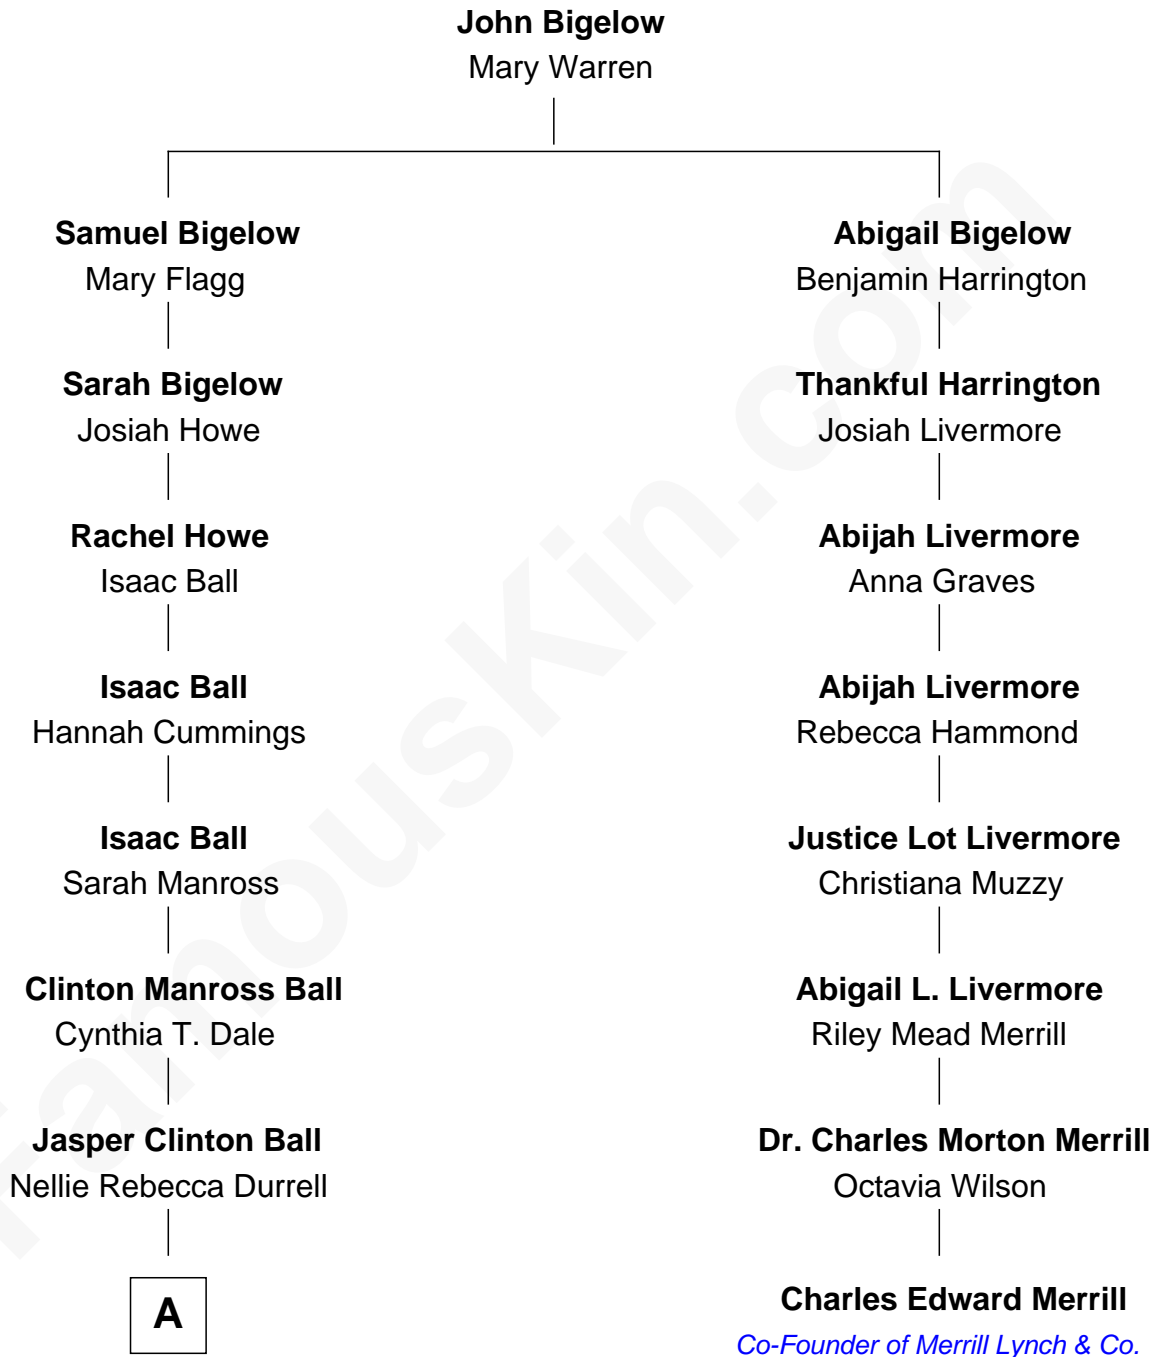 John Bigelow
Mary Warren
Samuel Bigelow
Mary Flagg
Abigail Bigelow
Benjamin Harrington
Sarah Bigelow
Josiah Howe
Thankful Harrington
Josiah Livermore
Rachel Howe
Isaac Ball
Abijah Livermore
Anna Graves
Isaac Ball
Hannah Cummings
Abijah Livermore
Rebecca Hammond
Isaac Ball
Sarah Manross
Justice Lot Livermore
Christiana Muzzy
Clinton Manross Ball
Cynthia T. Dale
Abigail L. Livermore
Riley Mead Merrill
Jasper Clinton Ball
Nellie Rebecca Durrell
Dr. Charles Morton Merrill
Octavia Wilson
A
Charles Edward Merrill
Co-Founder of Merrill Lynch & Co.
FamousKin.com